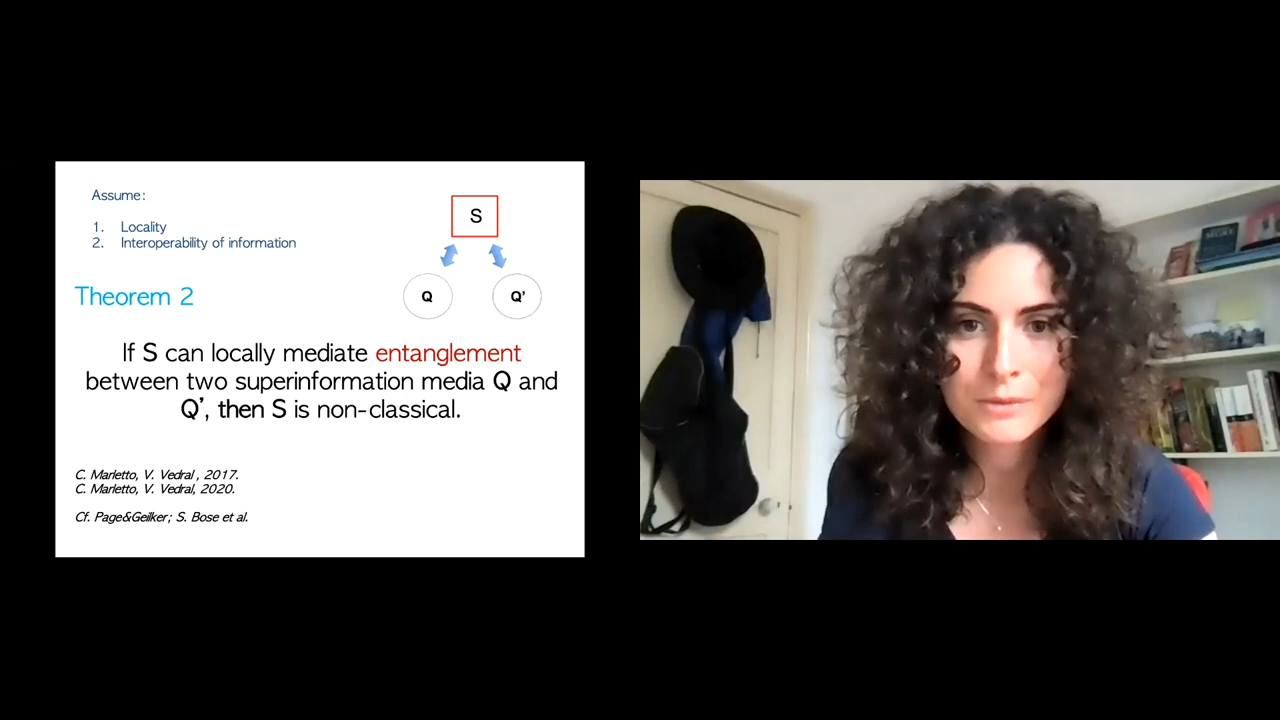 Assume:
1. Locality
2. Interoperability of information
S
Q
Q’
Theorem 2
If S can locally mediate entanglement
between two superinformation media Q and
Q’, then S is non-classical.
C. Marletto, V. Vedral , 2017.
C. Marletto, V. Vedral, 2020.
Cf. Page&Geilker; S. Bose et al.